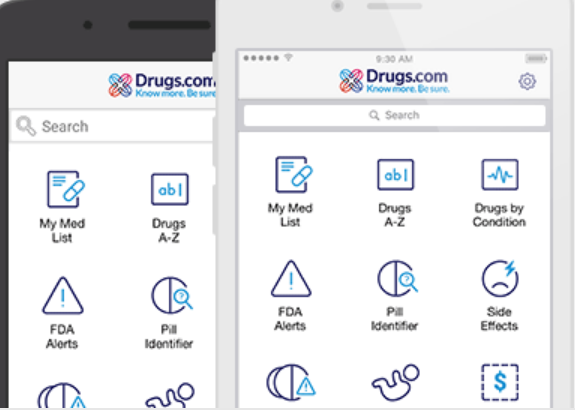 Drugs.com
Know more. Be sure
Search
My Med
List
Drugs
A-Z
FDA
Alerts
Pill
Identifier
9:30 AM
Drugs.com
Know more. Be sure.
Search
My Med
List
Drugs
A-Z
Drugs by
Condition
FDA
Alerts
Pill
Identifier
Side
Effects